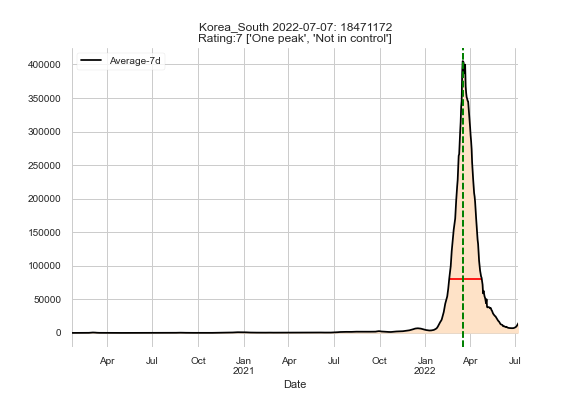 Korea_South 2022-07-07: 18471172
Rating:7 ['One peak', 'Not in control']
Average-7d
400000
350000
300000
250000
200000
150000
100000
50000
0
Apr Jul Oct Jan Apr Jul Oct Jan Apr Jul
2021 2022
Date